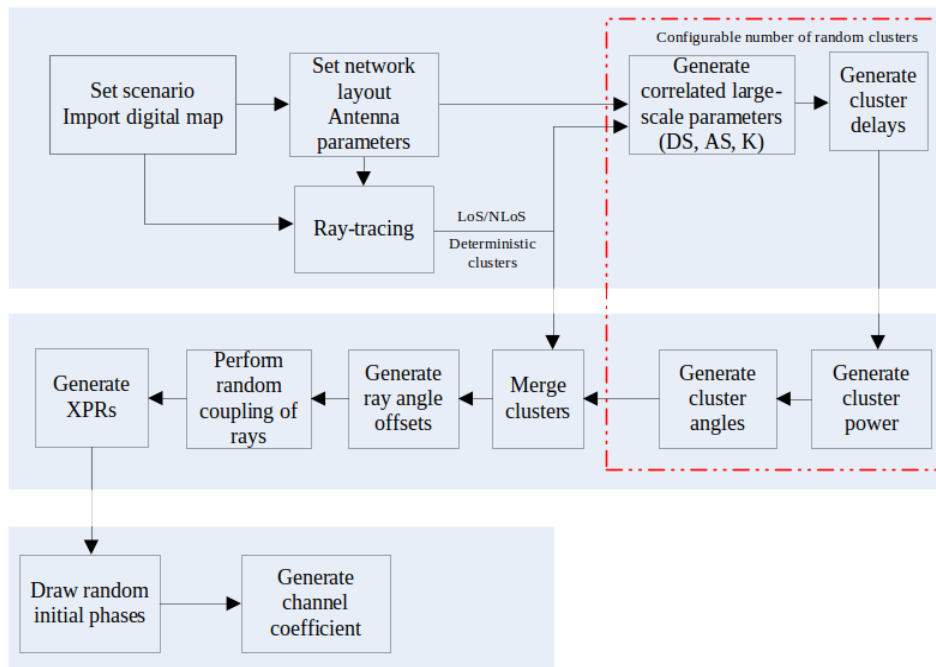 Configurable number of random clusters
Set scenario
Import digital map
Set network
layout
Antenna
parameters
Generate
correlated large-
scale parameters
(DS, AS, K)
Generate
cluster
delays
Ray-tracing
LoS/NLoS
Deterministic
clusters
Generate
XPRs
Perform
random
coupling of
rays
Generate
ray angle
offsets
Merge
clusters
Generate
cluster
angles
Generate
cluster
power
Draw random
initial phases
Generate
channel
coefficient